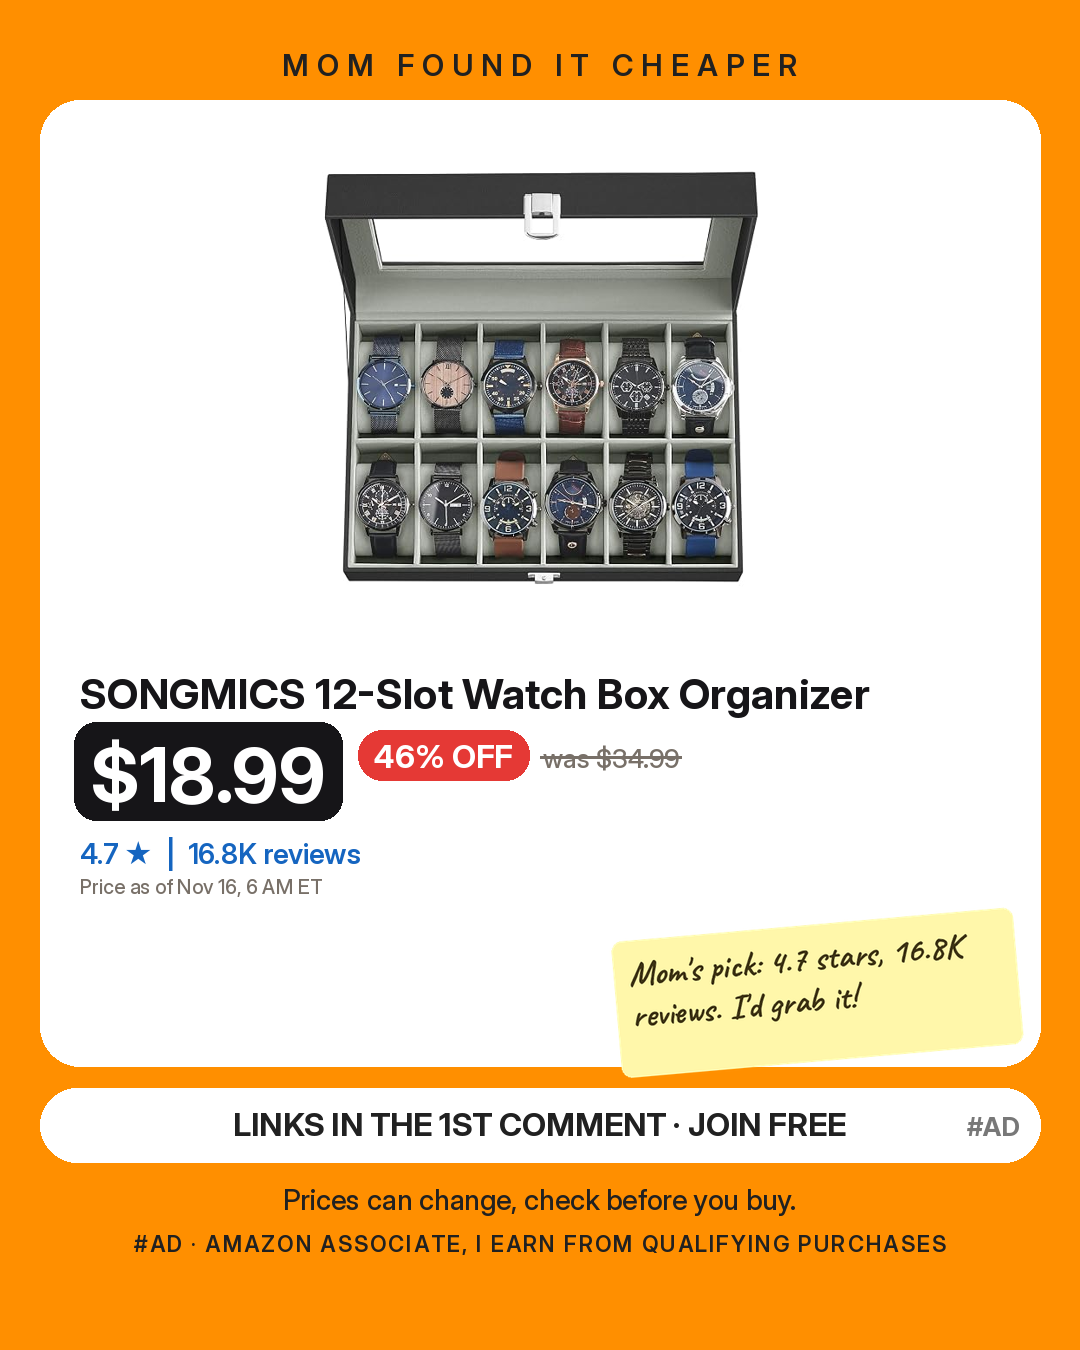 MOM FOUND IT CHEAPER
SONGMICS 12-Slot Watch Box Organizer
$18.99
46% OFF
was $34.99
4.7 ★ | 16.8K reviews
Price as of Nov 16, 6 AM ET
Mom's pick: 4.7 stars, 16.8K
reviews. I'd grab it!
LINKS IN THE 1ST COMMENT · JOIN FREE
#AD
Prices can change, check before you buy.
#AD · AMAZON ASSOCIATE, I EARN FROM QUALIFYING PURCHASES